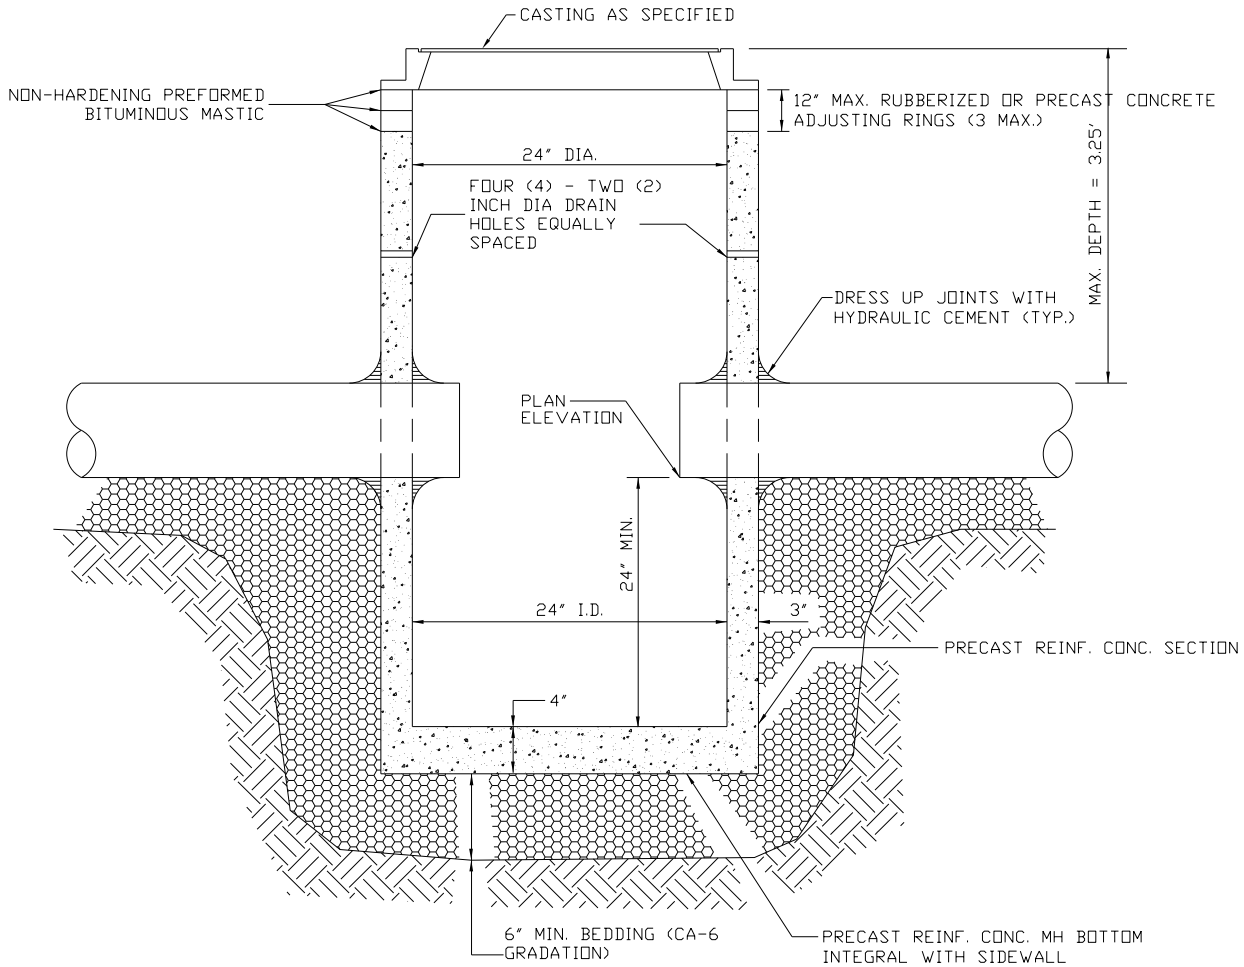 CASTING AS SPECIFIED
NON-HARDENING PREFORMED
BITUMINOUS MASTIC
12" MAX. RUBBERIZED OR PRECAST CONCRETE
ADJUSTING RINGS (3 MAX.)
MAX. DEPTH = 3.25'
24" DIA.
FOUR (4) - TWO (2)
INCH DIA DRAIN
HOLES EQUALLY
SPACED
DRESS UP JOINTS WITH
HYDRAULIC CEMENT (TYP.)
PLAN
ELEVATION
24" MIN.
24" I.D.
3"
PRECAST REINF. CONC. SECTION
4"
6" MIN. BEDDING (CA-6
GRADATION)
PRECAST REINF. CONC. MH BOTTOM
INTEGRAL WITH SIDEWALL